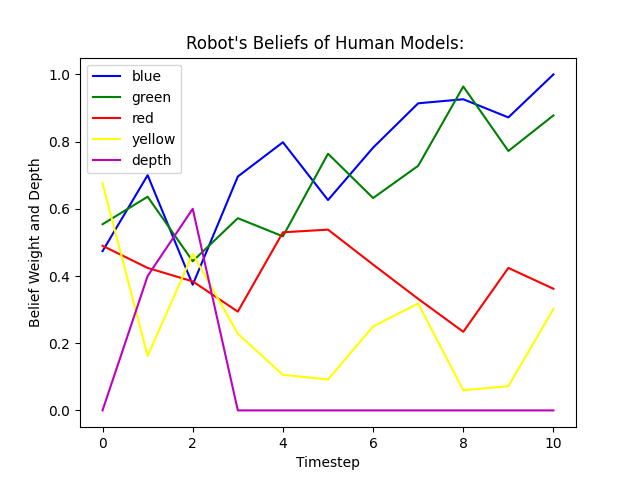 Robot's Beliefs of Human Models:
1.0
0.8
0.6
0.4
0.2
0.0
Belief Weight and Depth
blue
green
red
yellow
depth
0 2 4 6 8 10
Timestep